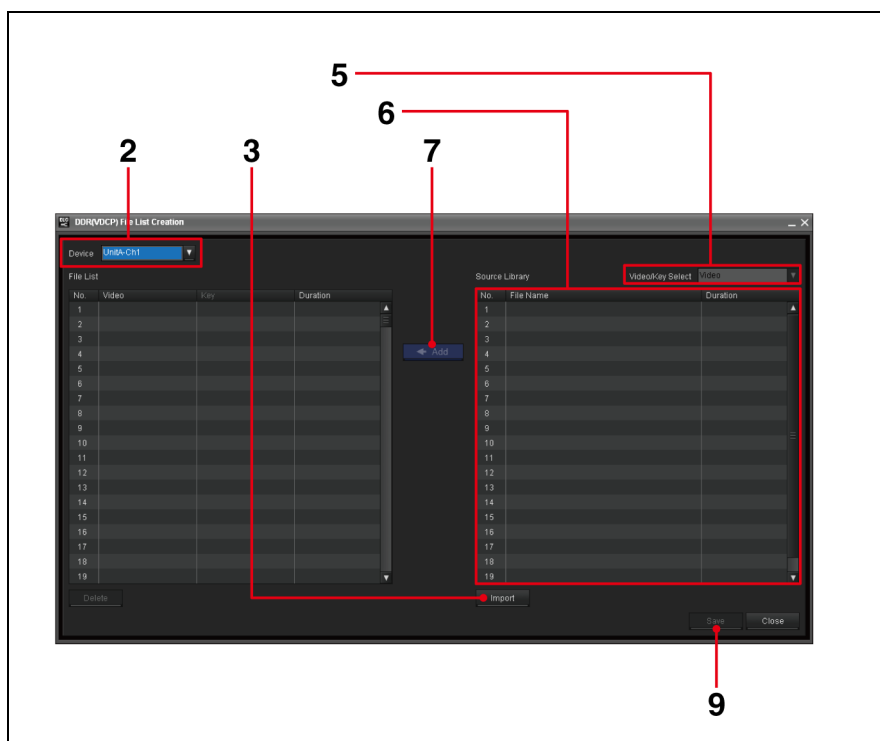 5
6
2 3 7
DDR(VDCP) File List Creation
Device UnitA-Ch1
File List Source Library Video/Key Select Video
No. Video Key Duration No. File Name Duration
1 1
2 2
3 3
4 Add 4
5 5
6 6
7 7
8 8
9 9
10 10
11 11
12 12
13 13
14 14
15 15
16 16
17 17
18 18
19 19
Delete Import
Save Close
9